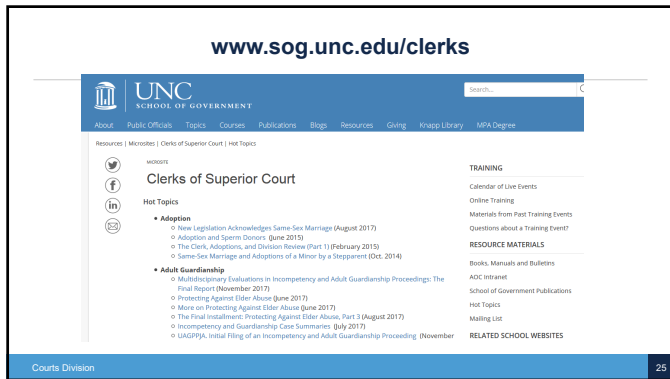 www.sog.unc.edu/clerks
UNC
SCHOOL OF GOVERNMENT
Search...
About Public Officials Topics Courses Publications Blogs Resources Giving Knapp Library MPA Degree
Resources | Microsites | Clerks of Superior Court | Hot Topics
MICROSITE
Clerks of Superior Court
Hot Topics
• Adoption
○ New Legislation Acknowledges Same-Sex Marriage (August 2017)
○ Adoption and Sperm Donors (June 2015)
○ The Clerk, Adoptions, and Division Review (Part 1) (February 2015)
○ Same-Sex Marriage and Adoptions of a Minor by a Stepparent (Oct. 2014)
• Adult Guardianship
○ Multidiscipinary Evaluations in Incompetency and Adult Guardianship Proceedings: The
Final Report (November 2017)
○ Protecting Against Elder Abuse (June 2017)
○ More on Protecting Against Elder Abuse (June 2017)
○ The Final Installment: Protecting Against Elder Abuse, Part 3 (August 2017)
○ Incompetency and Guardianship Case Summaries (July 2017)
○ UAGPPJA. Initial Filing of an Incompetency and Adult Guardianship Proceeding (November
TRAINING
Calendar of Live Events
Online Training
Materials from Past Training Events
Questions about a Training Event?
RESOURCE MATERIALS
Books, Manuals and Bulletins
AOC Intranet
School of Government Publications
Hot Topics
Mailing List
RELATED SCHOOL WEBSITES
Courts Division
25